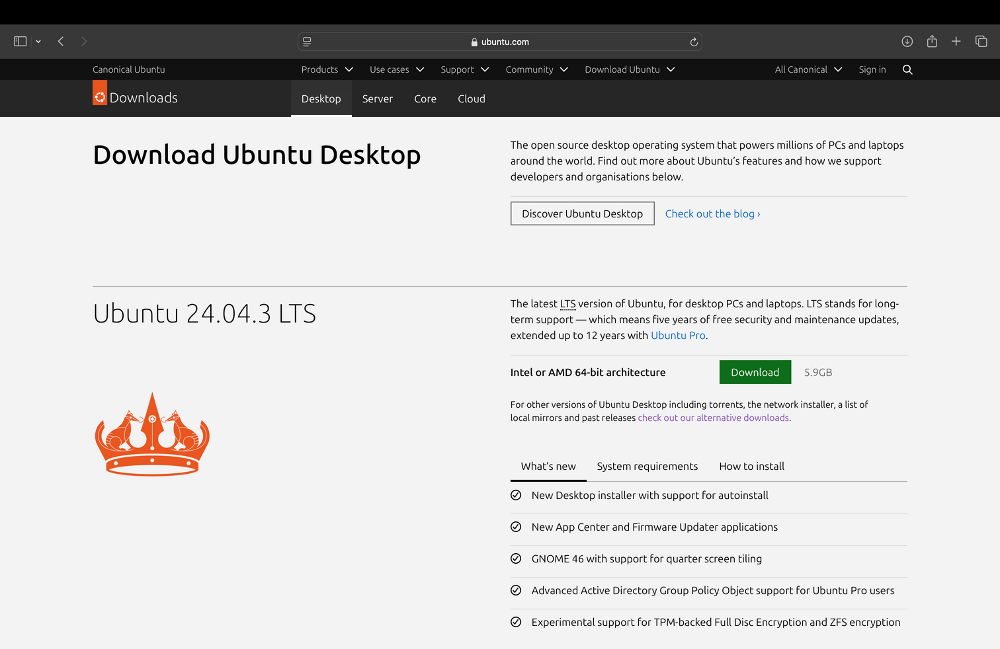 ubuntu.com
Canonical Ubuntu
Products
Use cases
Support
Community
Download Ubuntu
All Canonical
Sign in
Downloads
Desktop
Server
Core
Cloud
Download Ubuntu Desktop
The open source desktop operating system that powers millions of PCs and laptops
around the world. Find out more about Ubuntu’s features and how we support
developers and organisations below.
Discover Ubuntu Desktop
Check out the blog ›
Ubuntu 24.04.3 LTS
The latest LTS version of Ubuntu, for desktop PCs and laptops. LTS stands for long-
term support — which means five years of free security and maintenance updates,
extended up to 12 years with Ubuntu Pro.
Intel or AMD 64-bit architecture
Download
5.9GB
For other versions of Ubuntu Desktop including torrents, the network installer, a list of
local mirrors and past releases check out our alternative downloads.
What’s new
System requirements
How to install
New Desktop installer with support for autoinstall
New App Center and Firmware Updater applications
GNOME 46 with support for quarter screen tiling
Advanced Active Directory Group Policy Object support for Ubuntu Pro users
Experimental support for TPM-backed Full Disc Encryption and ZFS encryption